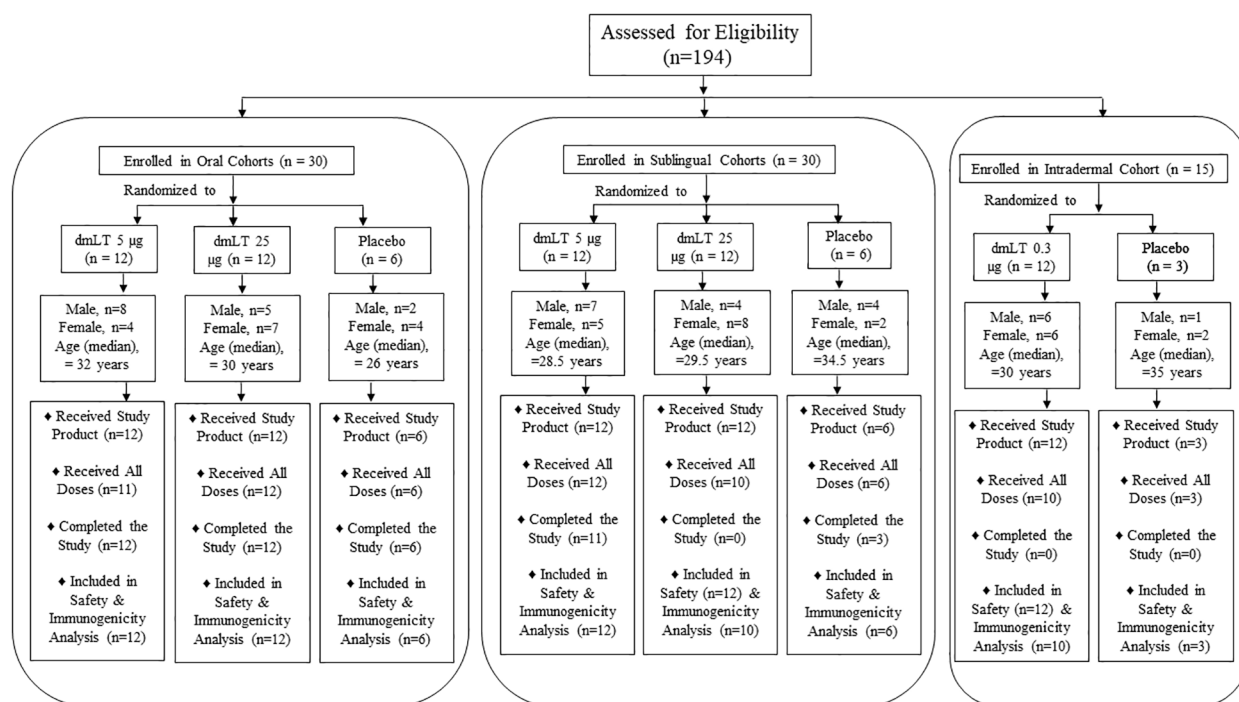 Assessed for Eligibility
(n=194)
Enrolled in Oral Cohorts (n = 30)
Randomized to
dmLT 5 µg
(n = 12)
dmLT 25
µg (n = 12)
Placebo
(n = 6)
Male, n=8
Female, n=4
Age (median),
= 32 years
Male, n=5
Female, n=7
Age (median),
= 30 years
Male, n=2
Female, n=4
Age (median),
= 26 years
♦ Received Study
Product (n=12)
♦ Received All
Doses (n=11)
♦ Completed the
Study (n=12)
♦ Included in
Safety &
Immunogenicity
Analysis (n=12)
♦ Received Study
Product (n=12)
♦ Received All
Doses (n=12)
♦ Completed the
Study (n=12)
♦ Included in
Safety &
Immunogenicity
Analysis (n=12)
♦ Received Study
Product (n=6)
♦ Received All
Doses (n=6)
♦ Completed the
Study (n=6)
♦ Included in
Safety &
Immunogenicity
Analysis (n=6)
Enrolled in Sublingual Cohorts (n = 30)
Randomized to
dmLT 5 µg
(n = 12)
dmLT 25
µg (n = 12)
Placebo
(n = 6)
Male, n=7
Female, n=5
Age (median),
=28.5 years
Male, n=4
Female, n=8
Age (median),
=29.5 years
Male, n=4
Female, n=2
Age (median),
=34.5 years
♦ Received Study
Product (n=12)
♦ Received All
Doses (n=12)
♦ Completed the
Study (n=11)
♦ Included in
Safety &
Immunogenicity
Analysis (n=12)
♦ Received Study
Product (n=12)
♦ Received All
Doses (n=10)
♦ Completed the
Study (n=0)
♦ Included in
Safety (n=12) &
Immunogenicity
Analysis (n=10)
♦ Received Study
Product (n=6)
♦ Received All
Doses (n=6)
♦ Completed the
Study (n=3)
♦ Included in
Safety &
Immunogenicity
Analysis (n=6)
Enrolled in Intradermal Cohort (n = 15)
Randomized to
dmLT 0.3
µg (n = 12)
Placebo
(n = 3)
Male, n=6
Female, n=6
Age (median),
=30 years
Male, n=1
Female, n=2
Age (median),
=35 years
♦ Received Study
Product (n=12)
♦ Received All
Doses (n=10)
♦ Completed the
Study (n=0)
♦ Included in
Safety (n=12) &
Immunogenicity
Analysis (n=10)
♦ Received Study
Product (n=3)
♦ Received All
Doses (n=3)
♦ Completed the
Study (n=0)
♦ Included in
Safety &
Immunogenicity
Analysis (n=3)